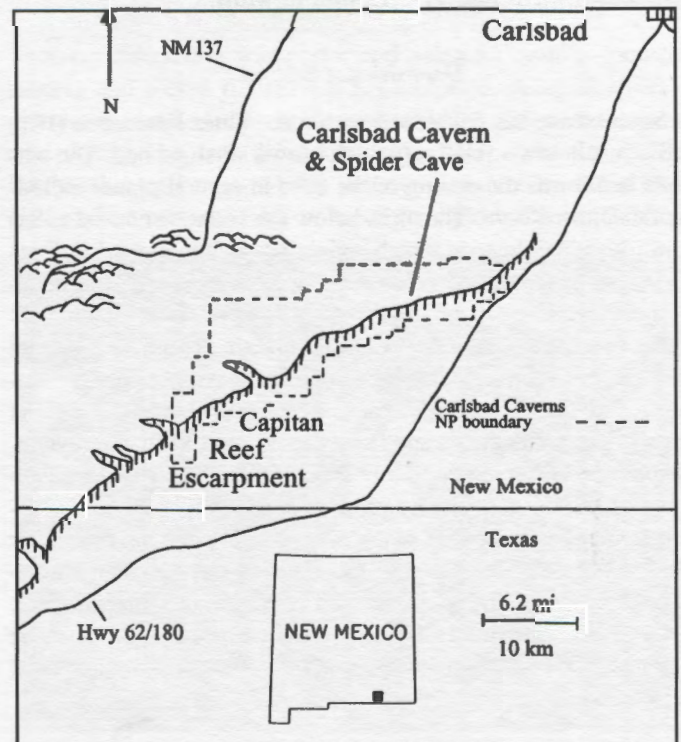 Carlsbad
NM 137
N
Carlsbad Cavern
& Spider Cave
Carlsbad Caverns
NP boundary
Capitan
Reef
Escarpment
New Mexico
Texas
6.2 mi
10 km
Hwy 62/180
NEW MEXICO